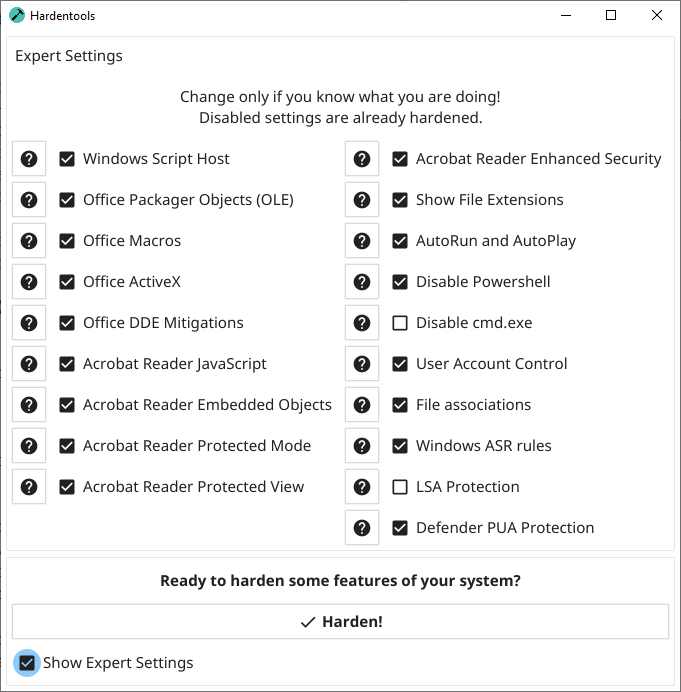 Hardentools
Expert Settings
Change only if you know what you are doing!
Disabled settings are already hardened.
Windows Script Host
Office Packager Objects (OLE)
Office Macros
Office ActiveX
Office DDE Mitigations
Acrobat Reader JavaScript
Acrobat Reader Embedded Objects
Acrobat Reader Protected Mode
Acrobat Reader Protected View
Acrobat Reader Enhanced Security
Show File Extensions
AutoRun and AutoPlay
Disable Powershell
Disable cmd.exe
User Account Control
File associations
Windows ASR rules
LSA Protection
Defender PUA Protection
Ready to harden some features of your system?
Harden!
Show Expert Settings